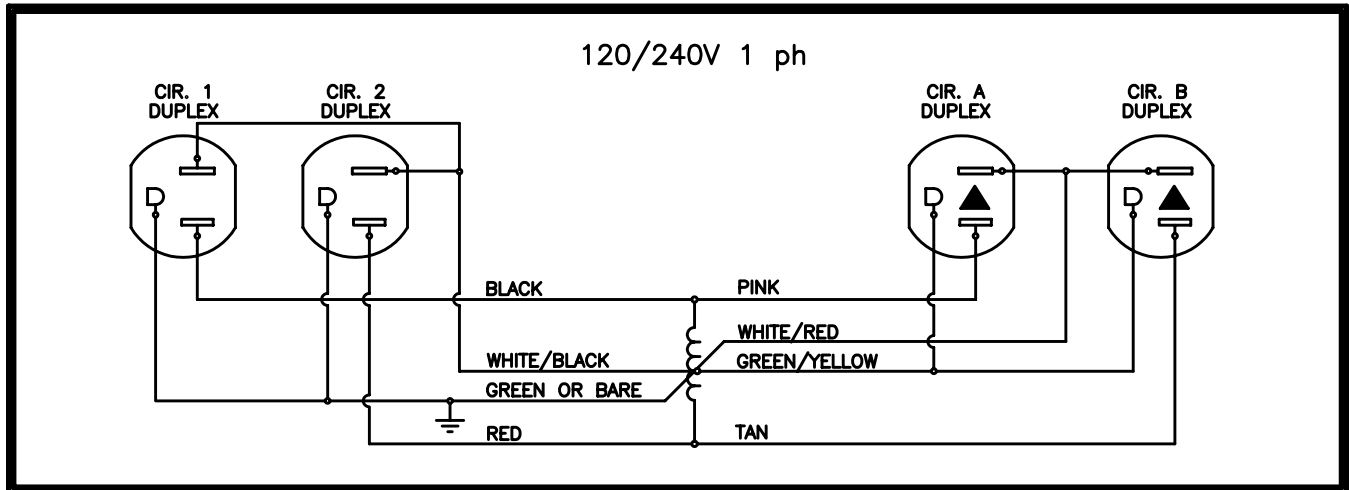 120/240V 1 ph
CIR. 1
DUPLEX
CIR. 2
DUPLEX
CIR. A
DUPLEX
CIR. B
DUPLEX
BLACK
PINK
WHITE/RED
WHITE/BLACK
GREEN/YELLOW
GREEN OR BARE
RED
TAN